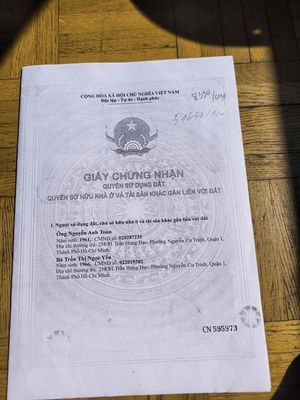 CỘNG HÒA XÃ HỘI CHỦ NGHĨA VIỆT NAM
Độc lập - Tự do - Hạnh phúc
GIẤY CHỨNG NHẬN
QUYỀN SỬ DỤNG ĐẤT
QUYỀN SỞ HỮU NHÀ Ở VÀ TÀI SẢN KHÁC GẮN LIỀN VỚI ĐẤT
I. Người sử dụng đất, chủ sở hữu nhà ở và tài sản khác gắn liền với đất
Ông Nguyễn Anh Toàn
Năm sinh: 1961, CMND số: 020287235
Địa chỉ thường trú: 258/81 Trần Hưng Đạo, Phường Nguyễn Cư Trinh, Quận 1,
Thành Phố Hồ Chí Minh.
Bà Trần Thị Ngọc Yến
Năm sinh: 1966, CMND số: 022019382
Địa chỉ thường trú: 258/81 Trần Hưng Đạo, Phường Nguyễn Cư Trinh, Quận 1,
Thành Phố Hồ Chí Minh.
CN 595973